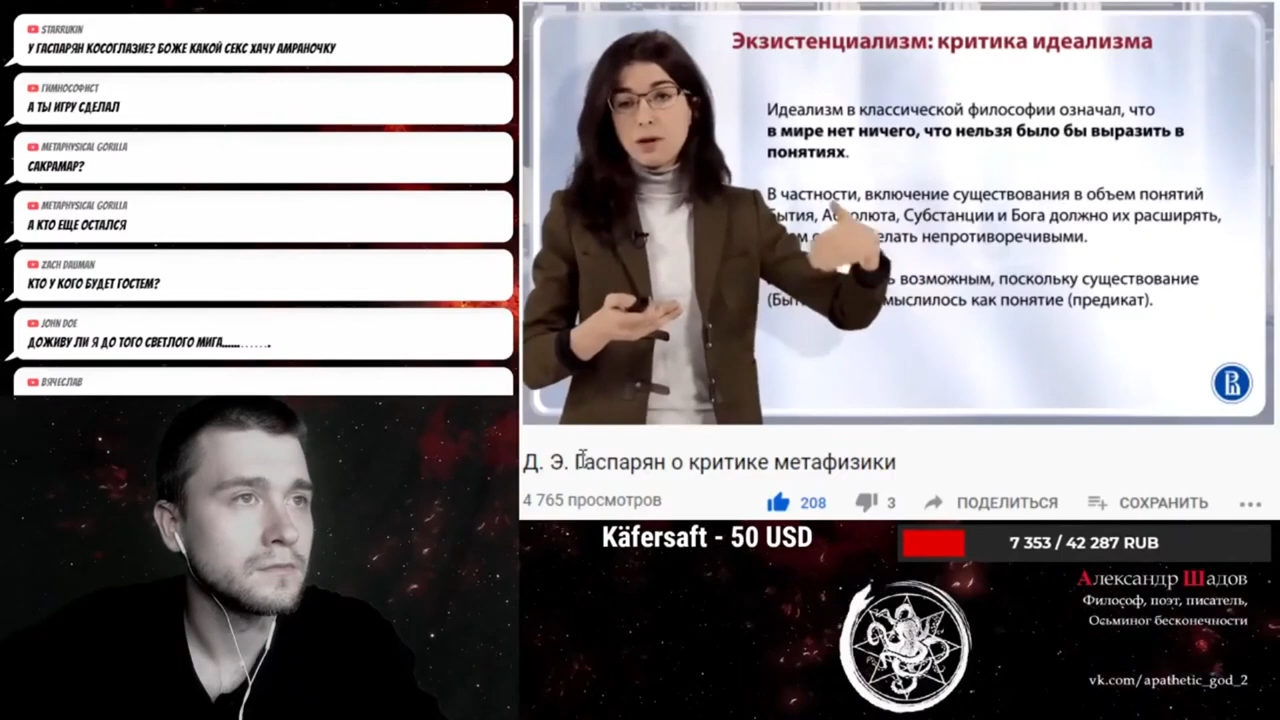 STARRUKIN
У ГАСПАРЯН КОСОГЛАЗИЕ? БОЖЕ КАКОЙ СЕКС ХАЧУ АМРАНОЧКУ
ГИМНОСОФИСТ
А ТЫ ИГРУ СДЕЛАЛ
METAPHYSICAL GORILLA
САКРАМАР?
METAPHYSICAL GORILLA
А КТО ЕЩЕ ОСТАЛСЯ
ZACH DAUMAN
КТО У КОГО БУДЕТ ГОСТЕМ?
JOHN DOE
ДОЖИВУ ЛИ Я ДО ТОГО СВЕТЛОГО МИГА.............
ВЯЧЕСЛАВ
Экзистенциализм: критика идеализма
Идеализм в классической философии означал, что
в мире нет ничего, что нельзя было бы выразить в
понятиях.
В частности, включение существования в объем понятий
Бытия, Абсолюта, Субстанции и Бога должно их расширять,
делать непротиворечивыми.
возможным, поскольку существование
мыслилось как понятие (предикат).
Д. Э. Гаспарян о критике метафизики
4 765 просмотров
208
3
ПОДЕЛИТЬСЯ
СОХРАНИТЬ
Käfersaft - 50 USD
7 353 / 42 287 RUB
Александр Шадов
Философ, поэт, писатель,
Осьминог бесконечности
vk.com/apathetic_god_2